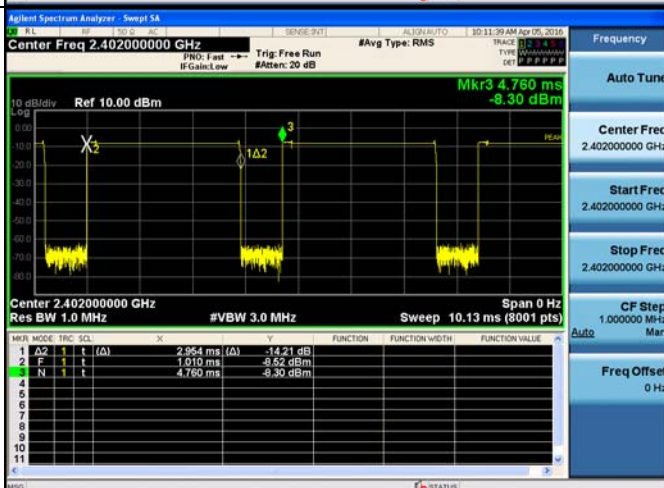 Agilent Spectrum Analyzer - Swept SA
RL RF 50 Ω AC SENSE:INT ALIGN AUTO 10:11:39 AM Apr 05, 2016
Center Freq 2.402000000 GHz
PNO: Fast
IFGain:Low
Trig: Free Run
#Atten: 20 dB
#Avg Type: RMS
TRACE 1 2 3 4 5 6
TYPE
DET P P P P P P
Mkr3 4.760 ms
-8.30 dBm
10 dB/div Ref 10.00 dBm
Log
0.00
-10.0
-20.0
-30.0
-40.0
-50.0
-60.0
-70.0
-80.0
2
1Δ2
3
PEAK
Center 2.402000000 GHz Span 0 Hz
Res BW 1.0 MHz #VBW 3.0 MHz Sweep 10.13 ms (8001 pts)
MKR MODE TRC SCL X Y FUNCTION FUNCTION WIDTH FUNCTION VALUE
1 Δ2 1 t (Δ) 2.954 ms (Δ) -14.21 dB
2 F 1 t 1.010 ms -8.52 dBm
3 N 1 t 4.760 ms -8.30 dBm
4
5
6
7
8
9
10
11
MSG STATUS
Frequency
Auto Tune
Center Freq
2.402000000 GHz
Start Freq
2.402000000 GHz
Stop Freq
2.402000000 GHz
CF Step
1.000000 MHz
Auto Man
Freq Offset
0 Hz